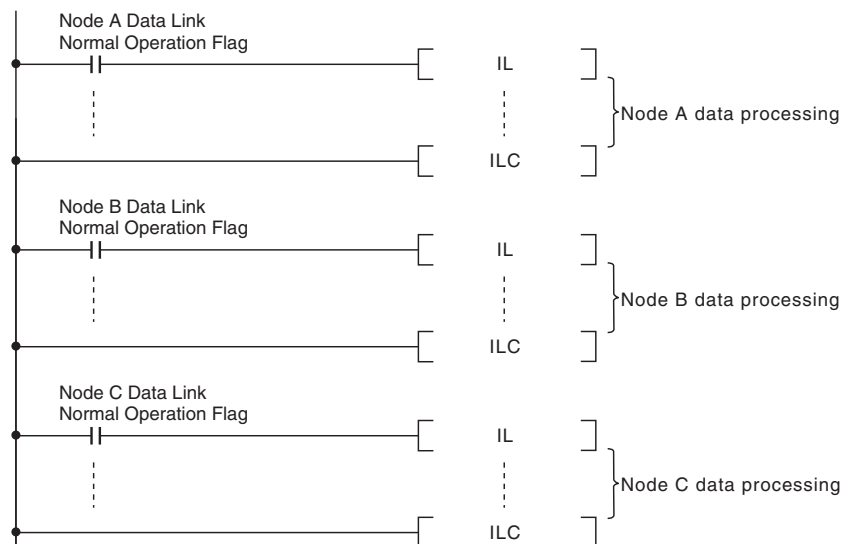 Node A Data Link
Normal Operation Flag
IL
Node A data processing
ILC
Node B Data Link
Normal Operation Flag
IL
Node B data processing
ILC
Node C Data Link
Normal Operation Flag
IL
Node C data processing
ILC